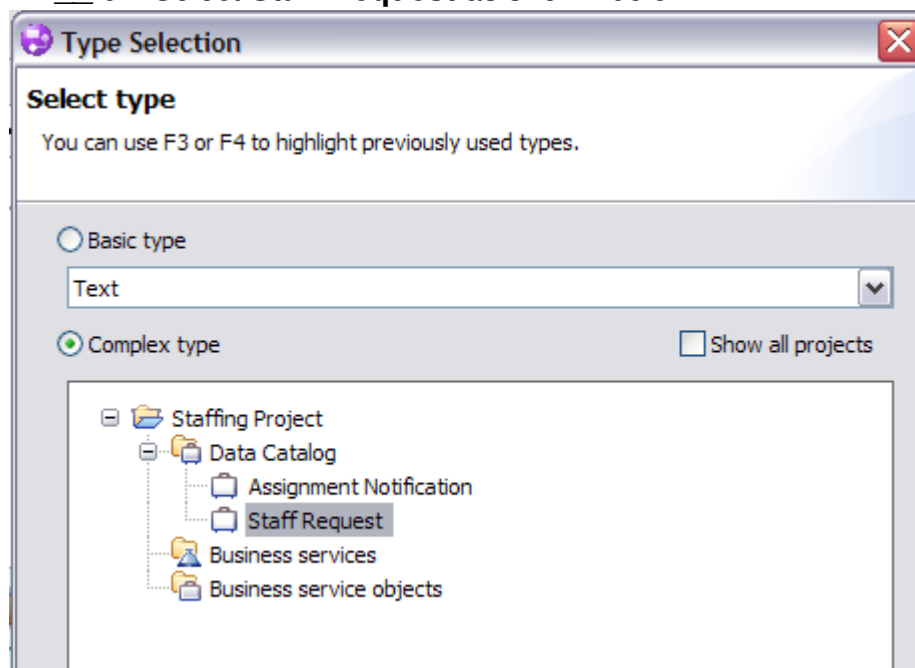 Type Selection
Select type
You can use F3 or F4 to highlight previously used types.
Basic type
Text
Complex type
Show all projects
Staffing Project
Data Catalog
Assignment Notification
Staff Request
Business services
Business service objects